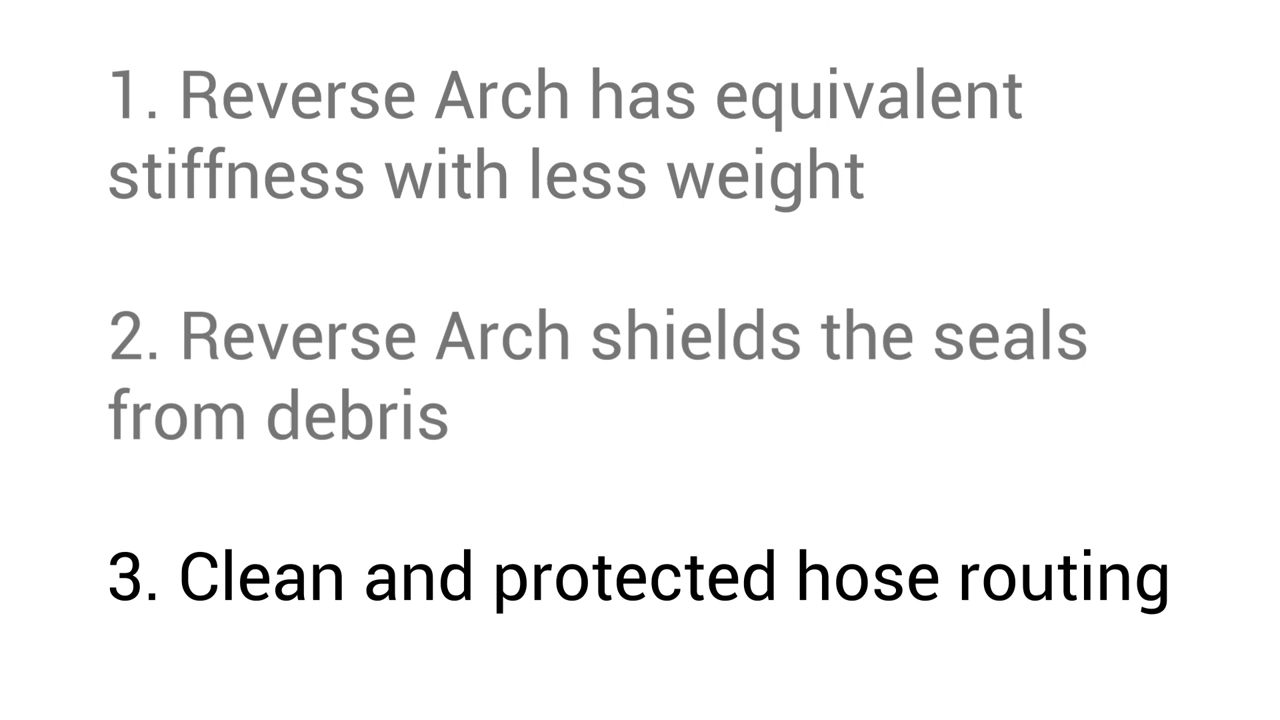 1. Reverse Arch has equivalent
stiffness with less weight
2. Reverse Arch shields the seals
from debris
3. Clean and protected hose routing